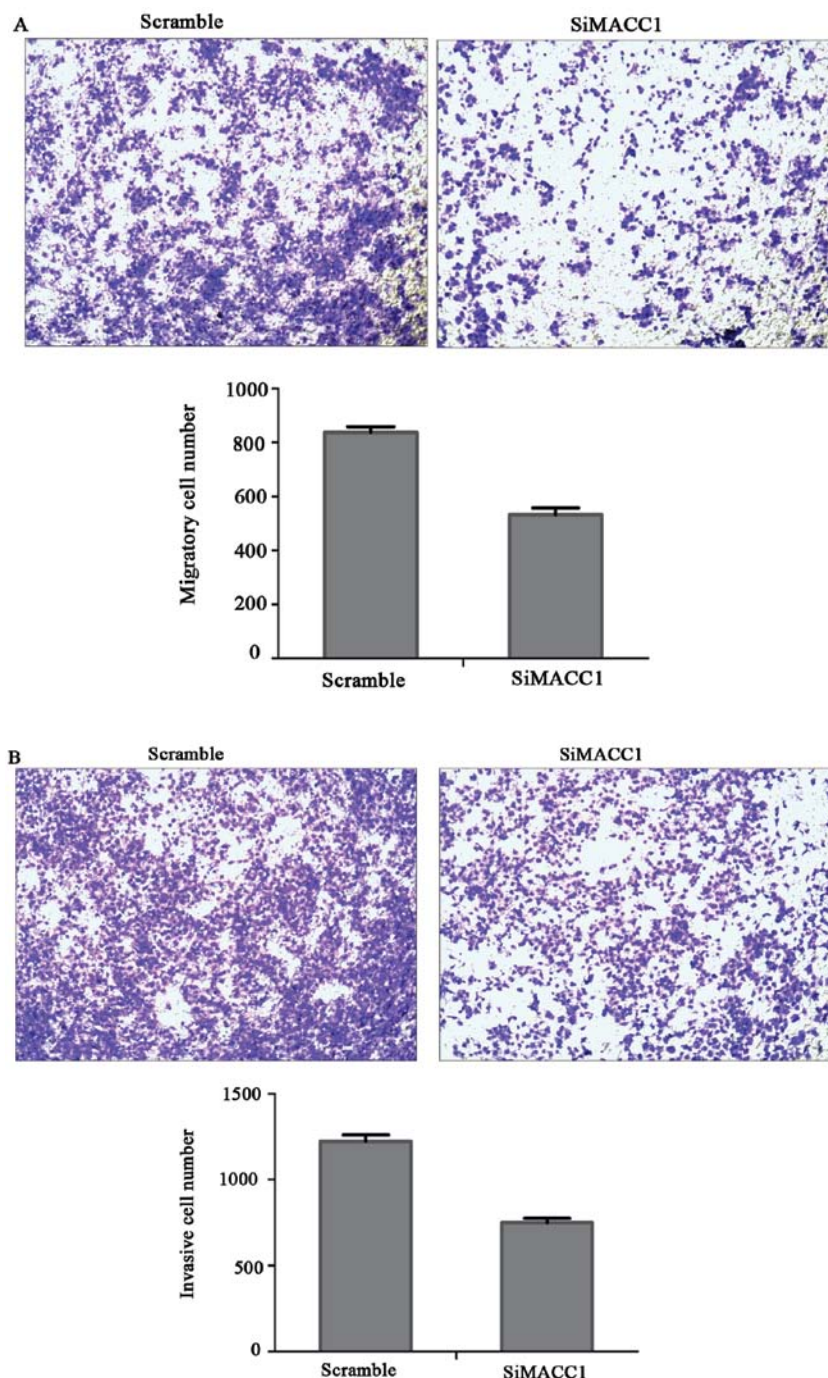 A
Scramble
SiMACC1
1000
800
600
400
200
0
Migratory cell number
Scramble
SiMACC1
B
Scramble
SiMACC1
1500
1000
500
0
Invasive cell number
Scramble
SiMACC1